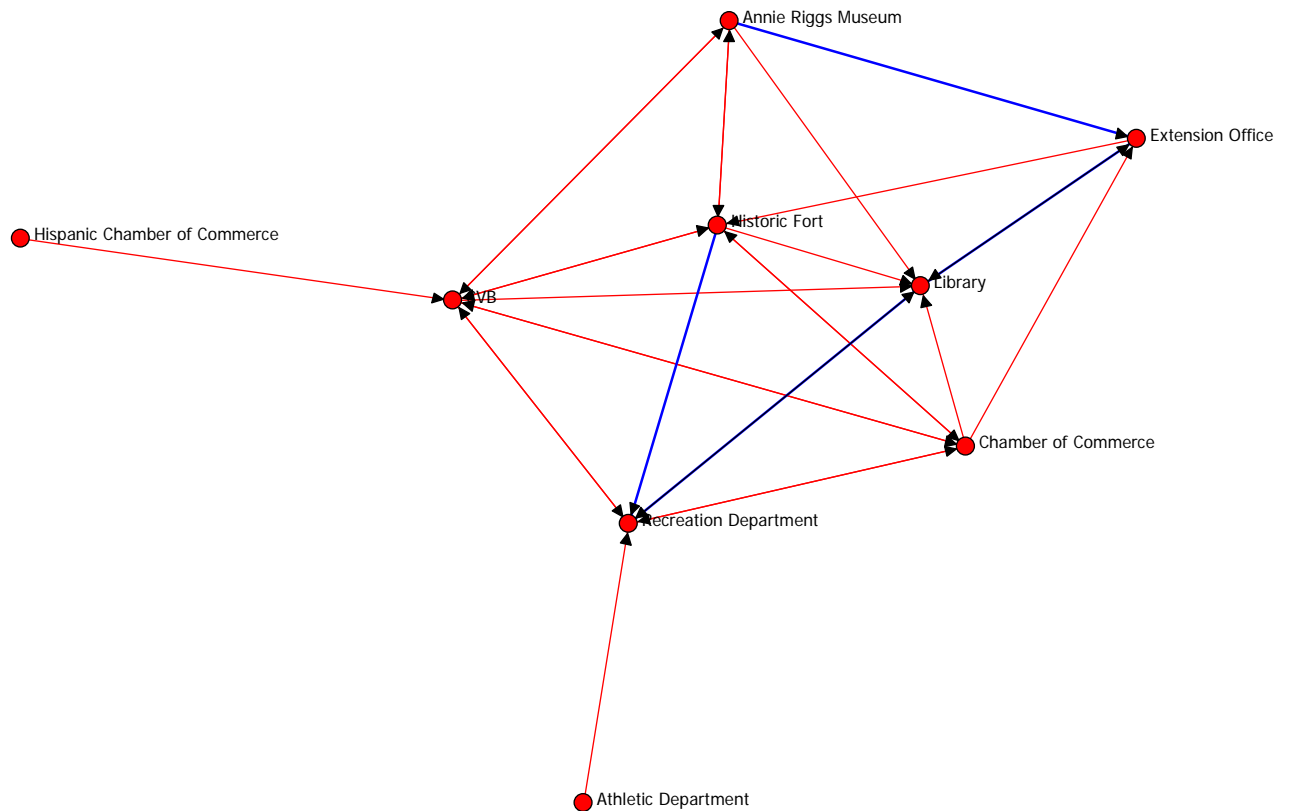 Annie Riggs Museum
Extension Office
Historic Fort
Hispanic Chamber of Commerce
Library
VB
Chamber of Commerce
Recreation Department
Athletic Department